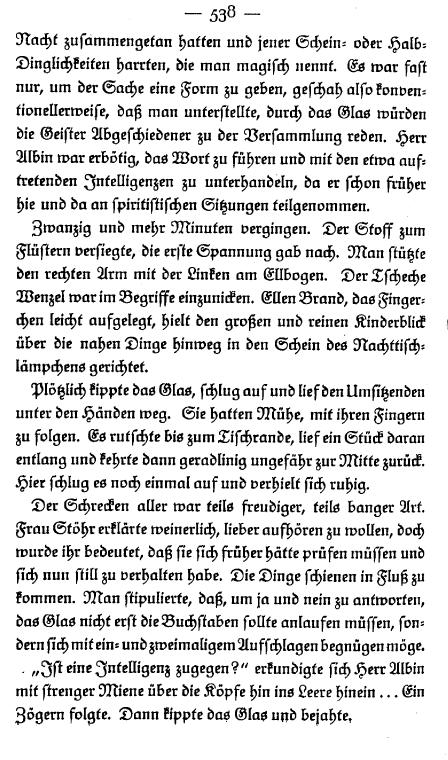 — 538 —
Nacht zusammengetan hatten und jener Schein- oder Halb-
Dinglichkeiten harrten, die man magisch nennt. Es war fast
nur, um der Sache eine Form zu geben, geschah also konven-
tionellerweise, daß man unterstellte, durch das Glas würden
die Geister Abgeschiedener zu der Versammlung reden. Herr
Albin war erbötig, das Wort zu führen und mit den etwa auf-
tretenden Intelligenzen zu unterhandeln, da er schon früher
hie und da an spiritistischen Sitzungen teilgenommen.
Zwanzig und mehr Minuten vergingen. Der Stoff zum
Flüstern versiegte, die erste Spannung gab nach. Man stützte
den rechten Arm mit der Linken am Ellbogen. Der Tscheche
Wenzel war im Begriffe einzunicken. Ellen Brand, das Finger-
chen leicht aufgelegt, hielt den großen und reinen Kinderblick
über die nahen Dinge hinweg in den Schein des Nachttisch-
lämpchens gerichtet.
Plötzlich kippte das Glas, schlug auf und lief den Umsitzenden
unter den Händen weg. Sie hatten Mühe, mit ihren Fingern
zu folgen. Es rutschte bis zum Tischrande, lief ein Stück daran
entlang und kehrte dann geradlinig ungefähr zur Mitte zurück.
Hier schlug es noch einmal auf und verhielt sich ruhig.
Der Schrecken aller war teils freudiger, teils banger Art.
Frau Stöhr erklärte weinerlich, lieber aufhören zu wollen, doch
wurde ihr bedeutet, daß sie sich früher hätte prüfen müssen und
sich nun still zu verhalten habe. Die Dinge schienen in Fluß zu
kommen. Man stipulierte, daß, um ja und nein zu antworten,
das Glas nicht erst die Buchstaben sollte anlaufen müssen, son-
dern sich mit ein- und zweimaligem Aufschlagen begnügen möge.
„Ist eine Intelligenz zugegen?“ erkundigte sich Herr Albin
mit strenger Miene über die Köpfe hin ins Leere hinein ... Ein
Zögern folgte. Dann kippte das Glas und bejahte.